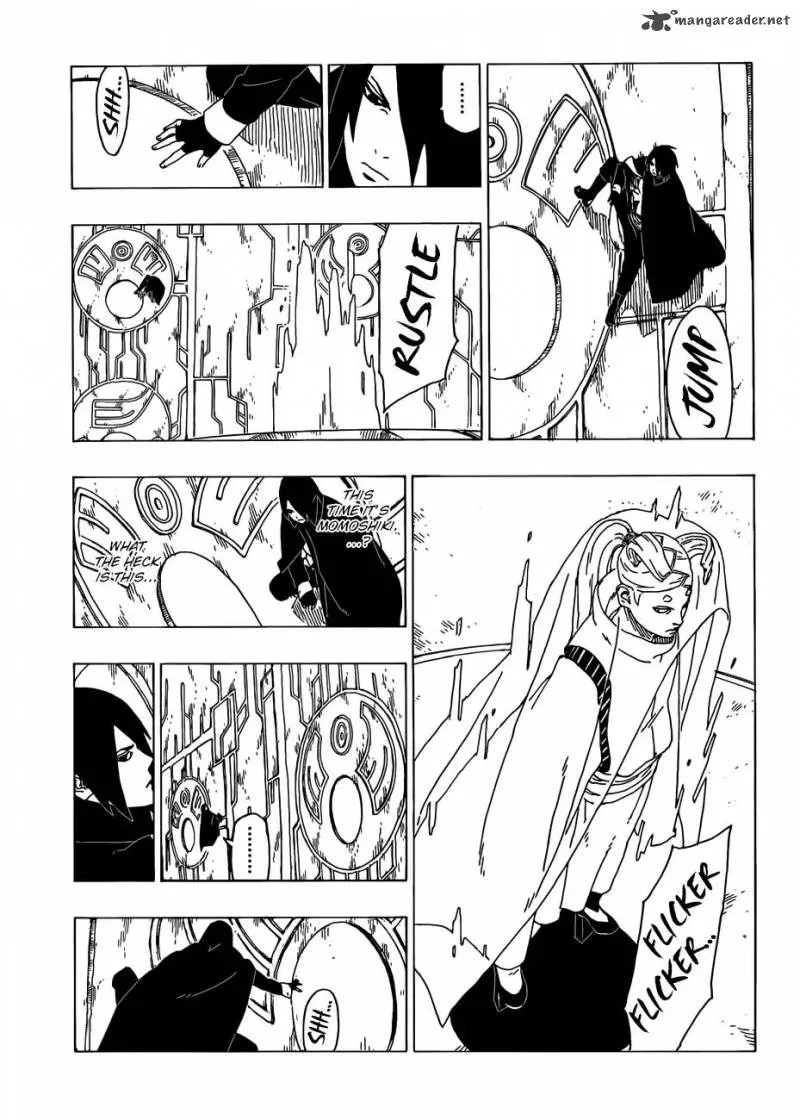 mangareader.net
JUMP
........
SHH...
RUSTLE
FLICKER
FLICKER..
THIS
TIME IT'S
MOMOSHIKI.
....?
WHAT
THE HECK
IS THIS...
........
SHH...